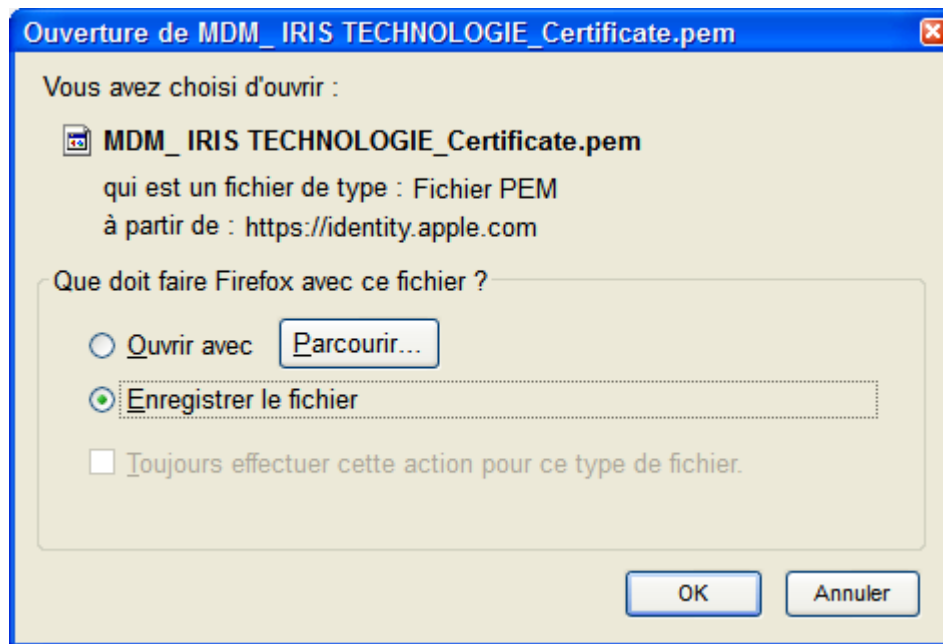 Ouverture de MDM_ IRIS TECHNOLOGIE_Certificate.pem
Vous avez choisi d'ouvrir :
MDM_ IRIS TECHNOLOGIE_Certificate.pem
qui est un fichier de type : Fichier PEM
à partir de : https://identity.apple.com
Que doit faire Firefox avec ce fichier ?
Ouvrir avec Parcourir...
Enregistrer le fichier
Toujours effectuer cette action pour ce type de fichier.
OK Annuler